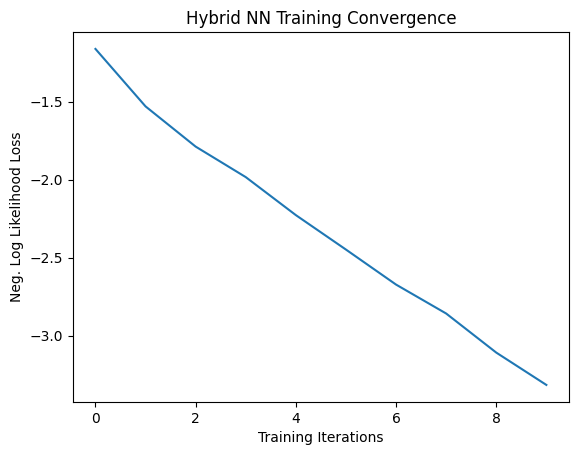 Hybrid NN Training Convergence
Neg. Log Likelihood Loss
−1.5
−2.0
−2.5
−3.0
0 2 4 6 8
Training Iterations